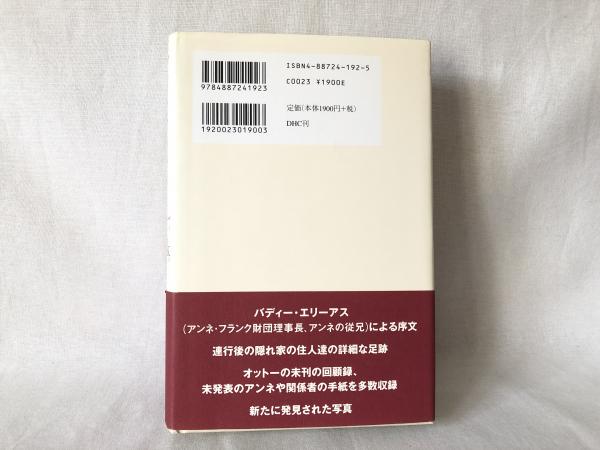 ISBN4-88724-192-5
C0023 ¥1900E
9784887241923
定価(本体1900円+税)
DHC刊
1920023019003
バディー・エリーアス
(アンネ・フランク財団理事長、アンネの従兄)による序文
連行後の隠れ家の住人達の詳細な足跡
オットーの未刊の回顧録、
未発表のアンネや関係者の手紙を多数収録
新たに発見された写真